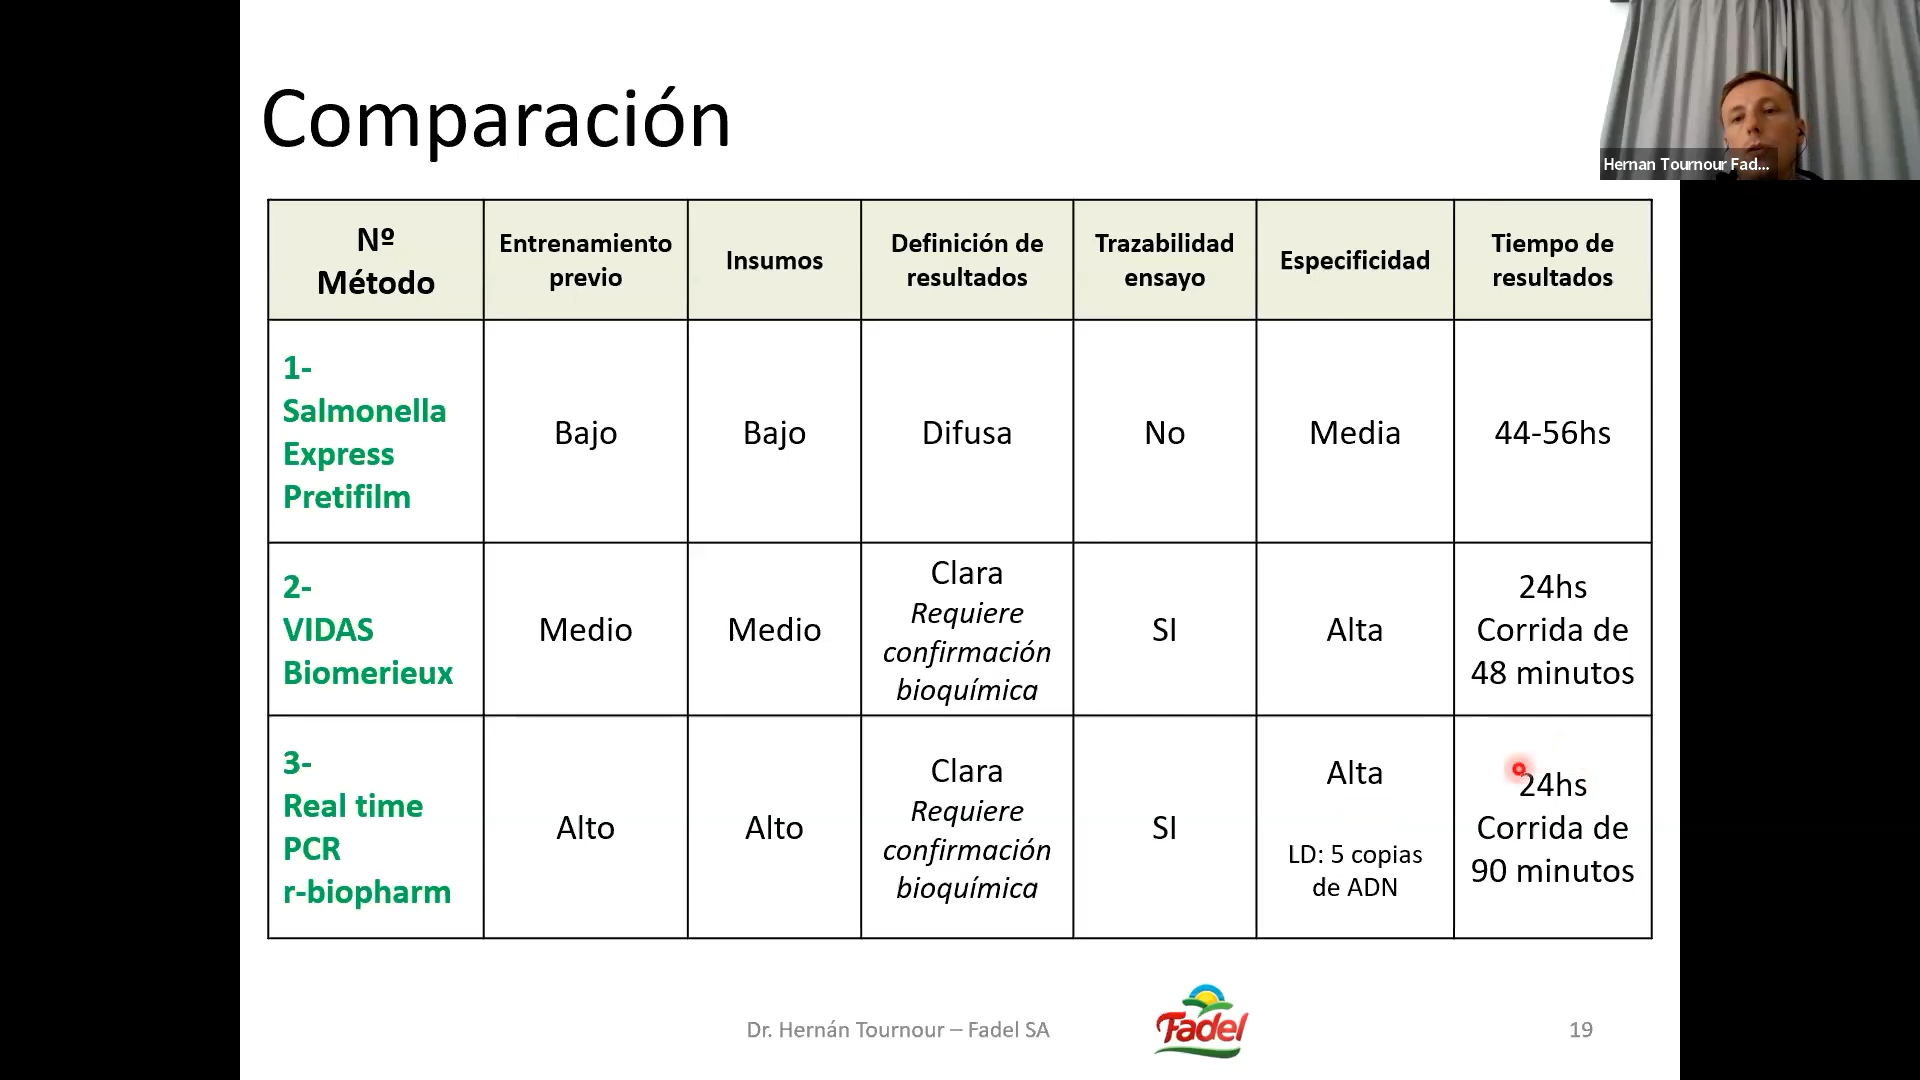 Comparación
Hernan Tournour Fad...
Nº
Método
Entrenamiento
previo
Insumos
Definición de
resultados
Trazabilidad
ensayo
Especificidad
Tiempo de
resultados
1-
Salmonella
Express
Pretifilm
Bajo
Bajo
Difusa
No
Media
44-56hs
2-
VIDAS
Biomerieux
Medio
Medio
Clara
Requiere
confirmación
bioquímica
SI
Alta
24hs
Corrida de
48 minutos
3-
Real time
PCR
r-biopharm
Alto
Alto
Clara
Requiere
confirmación
bioquímica
SI
Alta
LD: 5 copias
de ADN
24hs
Corrida de
90 minutos
Dr. Hernán Tournour – Fadel SA
Fadel
19